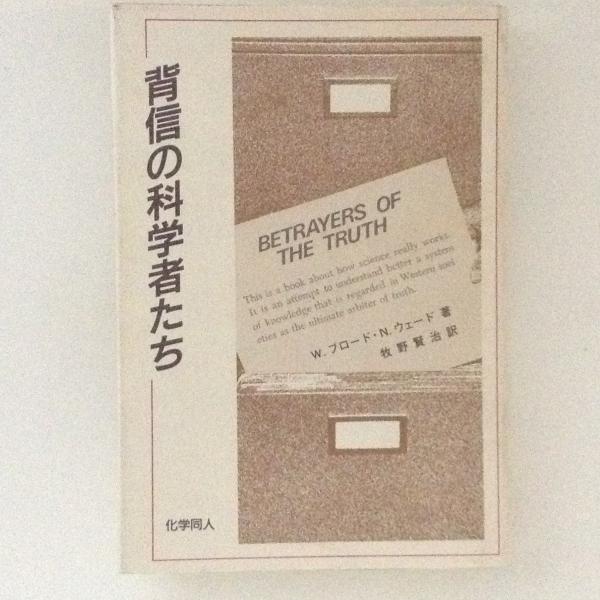 背信の科学者たち
BETRAYERS OF
THE TRUTH
This is a book about how science really works.
It is an attempt to understand better a system
of knowledge that is regarded in Western soci
eties as the ultimate arbiter of truth.
W. ブロード・N. ウェード 著
牧野賢治 訳
化学同人